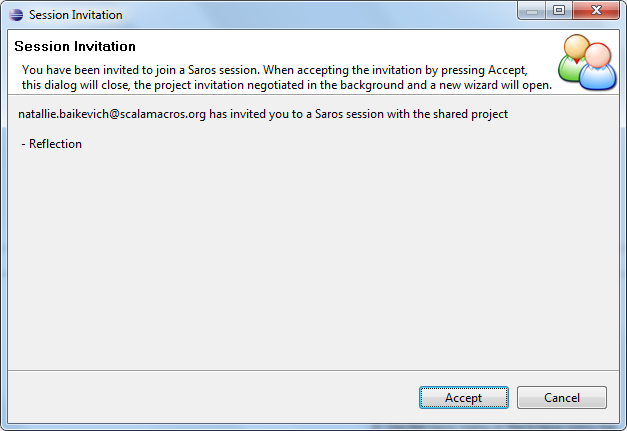 Session Invitation
Session Invitation
You have been invited to join a Saros session. When accepting the invitation by pressing Accept,
this dialog will close, the project invitation negotiated in the background and a new wizard will open.
natallie.baikevich@scalamacros.org has invited you to a Saros session with the shared project
- Reflection
Accept Cancel